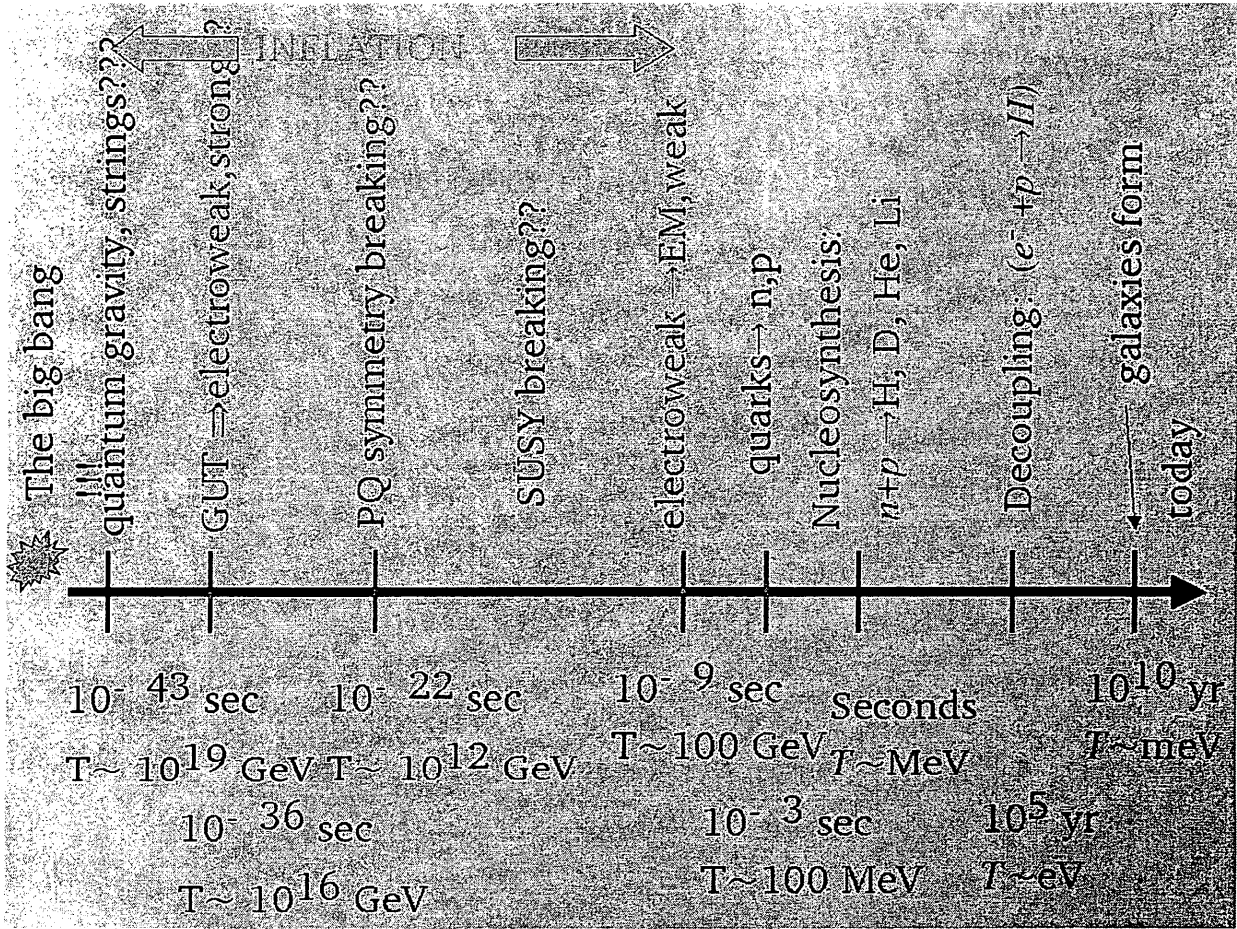 INFLATION
The big bang
!!!
quantum gravity, strings???
GUT ⇒electroweak,strong?
PQ symmetry breaking??
SUSY breaking??
electroweak →EM,weak
quarks→ n,p
Nucleosynthesis:
n+p →H, D, He, Li
Decoupling: (e⁻+p→H)
galaxies form
today
10⁻ ⁴³ sec
T~ 10¹⁹ GeV
10⁻ ³⁶ sec
T~ 10¹⁶ GeV
10⁻ ²² sec
T~ 10¹² GeV
10⁻ ⁹ sec
T~100 GeV
10⁻ ³ sec
T~100 MeV
Seconds
T~MeV
10⁵ yr
T~eV
10¹⁰ yr
T~meV